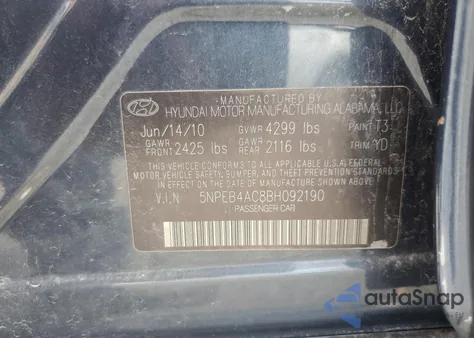 MANUFACTURED BY
HYUNDAI MOTOR MANUFACTURING ALABAMA, LLC
Jun/14/10 GVWR 4299 lbs PAINT T3
GAWR FRONT 2425 lbs GAWR REAR 2116 lbs TRIM YD
THIS VEHICLE CONFORMS TO ALL APPLICABLE U.S.A. FEDERAL
MOTOR VEHICLE SAFETY, BUMPER, AND THEFT PREVENTION STANDARDS
IN EFFECT ON THE DATE OF MANUFACTURE SHOWN ABOVE.
V.I.N 5NPEB4AC8BH092190
PASSENGER CAR
autoSnap